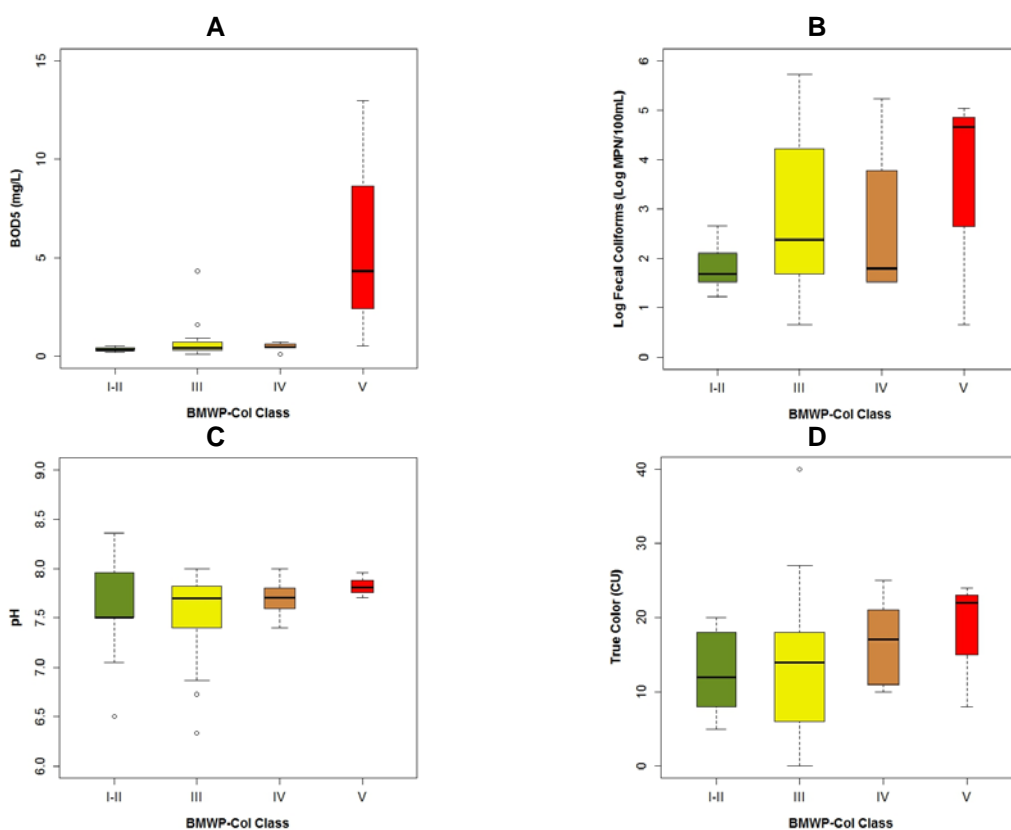 A
BOD5 (mg/L)
15
10
5
0
I-II III IV V
BMWP-Col Class
B
Log Fecal Coliforms (Log MPN/100mL)
6
5
4
3
2
1
0
I-II III IV V
BMWP-Col Class
C
pH
9.0
8.5
8.0
7.5
7.0
6.5
6.0
I-II III IV V
BMWP-Col Class
D
True Color (CU)
40
30
20
10
0
I-II III IV V
BMWP-Col Class